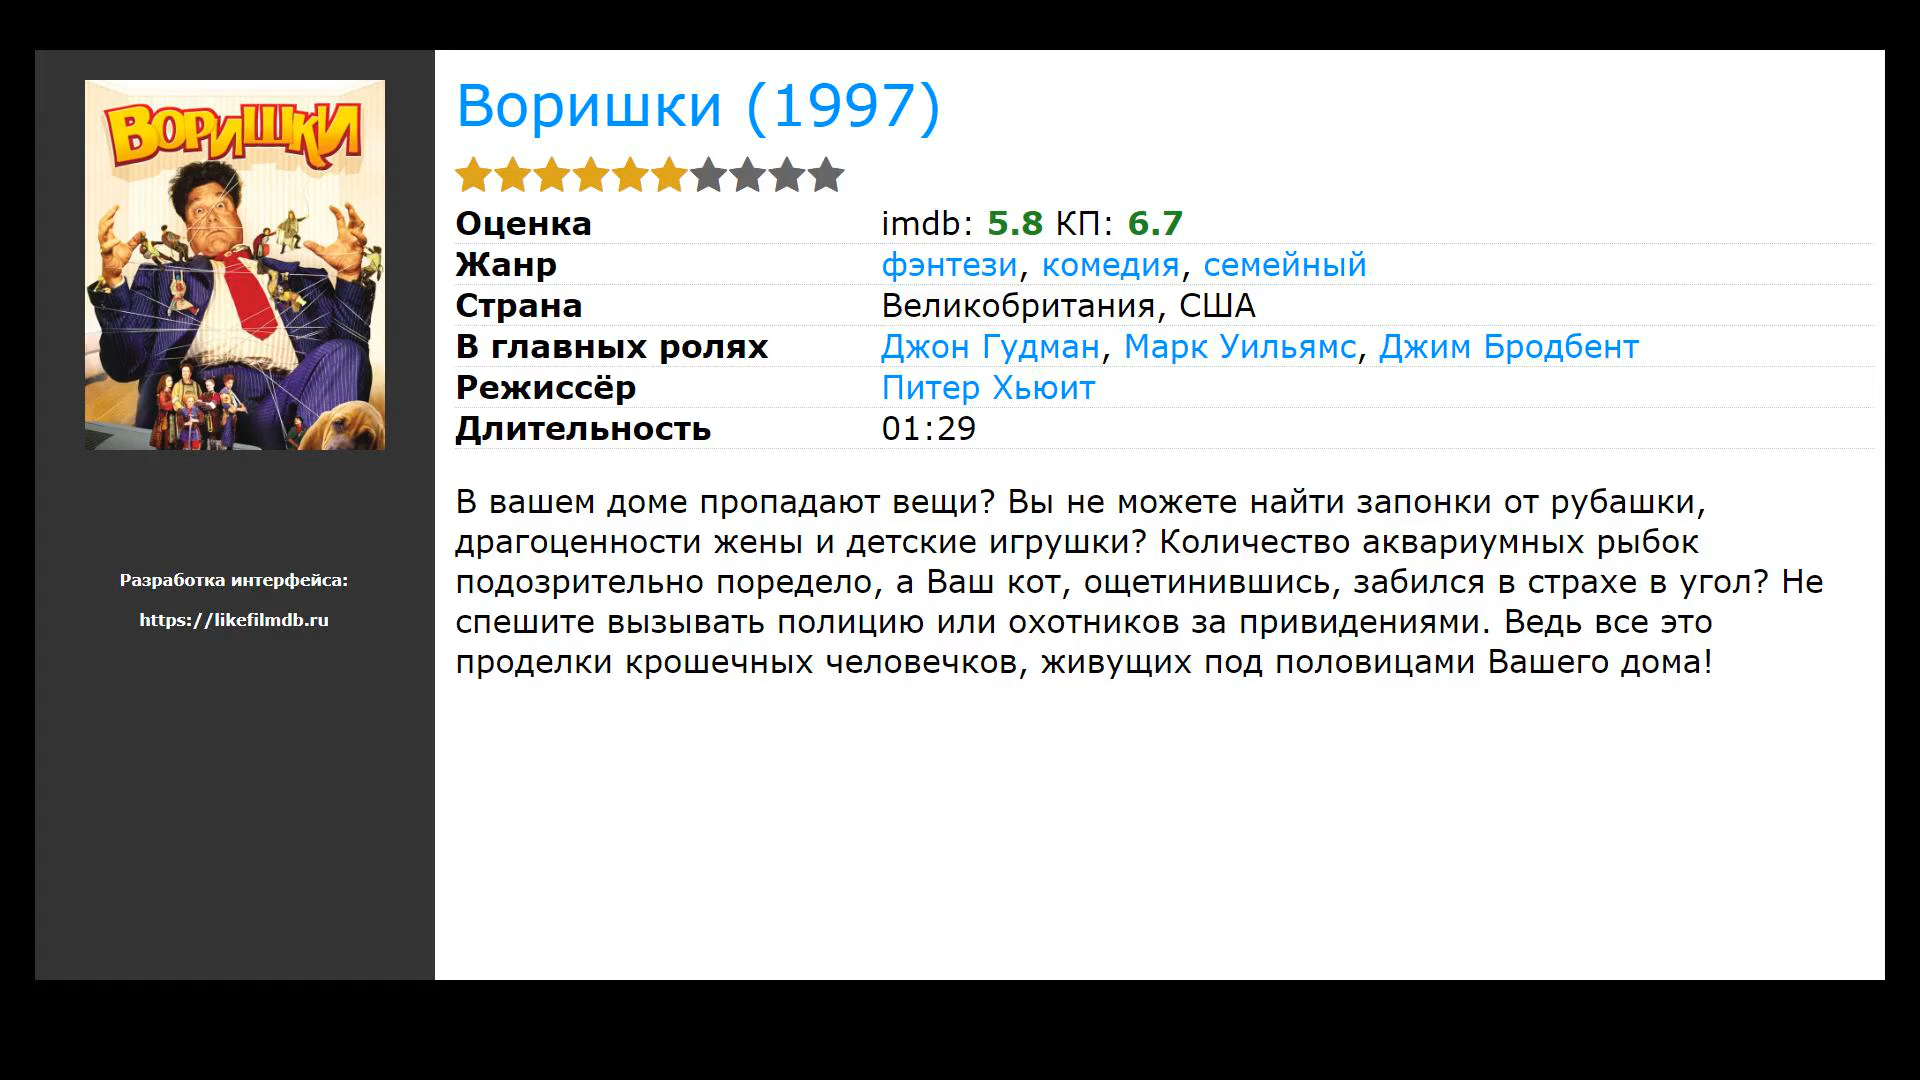 ВОРИШКИ
Разработка интерфейса:
https://likefilmdb.ru
Воришки (1997)
Оценка imdb: 5.8 КП: 6.7
Жанр фэнтези, комедия, семейный
Страна Великобритания, США
В главных ролях Джон Гудман, Марк Уильямс, Джим Бродбент
Режиссёр Питер Хьюит
Длительность 01:29
В вашем доме пропадают вещи? Вы не можете найти запонки от рубашки,
драгоценности жены и детские игрушки? Количество аквариумных рыбок
подозрительно поредело, а Ваш кот, ощетинившись, забился в страхе в угол? Не
спешите вызывать полицию или охотников за привидениями. Ведь все это
проделки крошечных человечков, живущих под половицами Вашего дома!